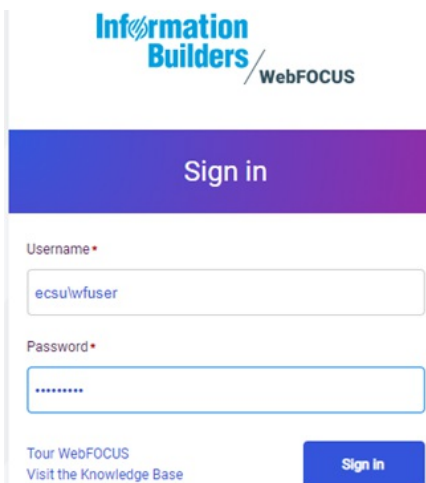 Information
Builders
WebFOCUS
Sign in
Username •
ecsu\wfuser
Password •
•••••••••
Tour WebFOCUS
Visit the Knowledge Base
Sign in